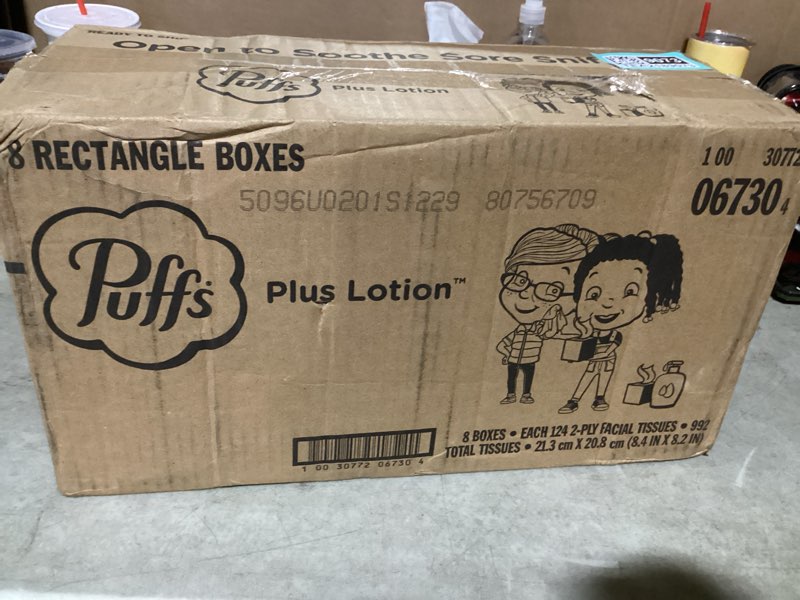 READY TO
Open to Soothe Sore
Puffs Plus Lotion
8 RECTANGLE BOXES
1 00 30772
06730 4
5096U0201S1229 80756709
Puffs Plus Lotion™
8 BOXES • EACH 124 2-PLY FACIAL TISSUES • 992
TOTAL TISSUES • 21.3 cm X 20.8 cm (8.4 IN X 8.2 IN)
1 00 30772 06730 4